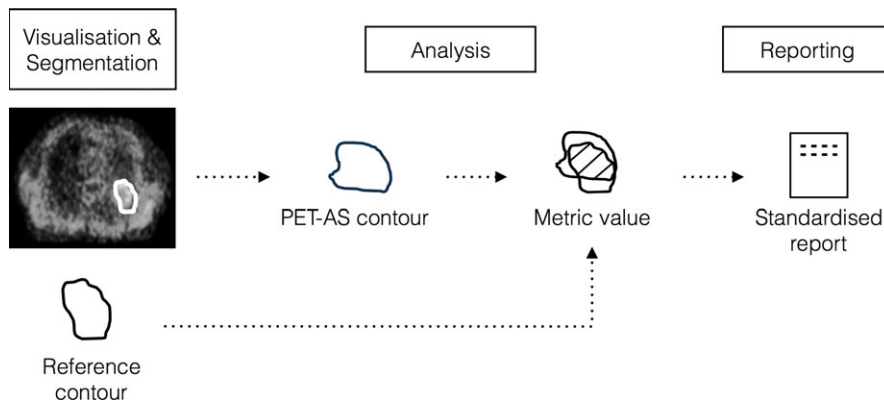 Visualisation &
Segmentation
Analysis
Reporting
PET-AS contour
Metric value
Standardised
report
Reference
contour